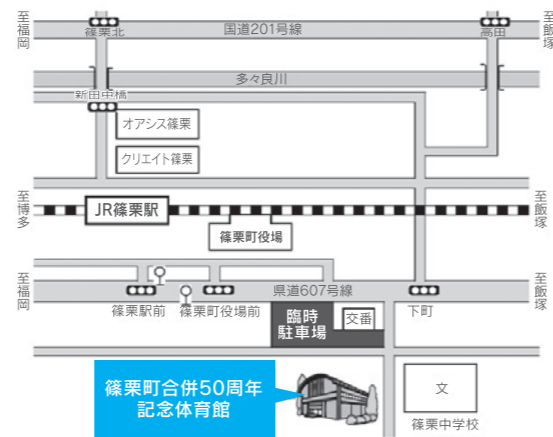 至福岡
篠栗北
国道201号線
高田
至飯塚
多々良川
新田中橋
オアシス篠栗
クリエイト篠栗
至博多
JR篠栗駅
篠栗町役場
至飯塚
至福岡
県道607号線
至飯塚
篠栗駅前
篠栗町役場前
下町
臨時
駐車場
交番
篠栗町合併50周年
記念体育館
文
篠栗中学校